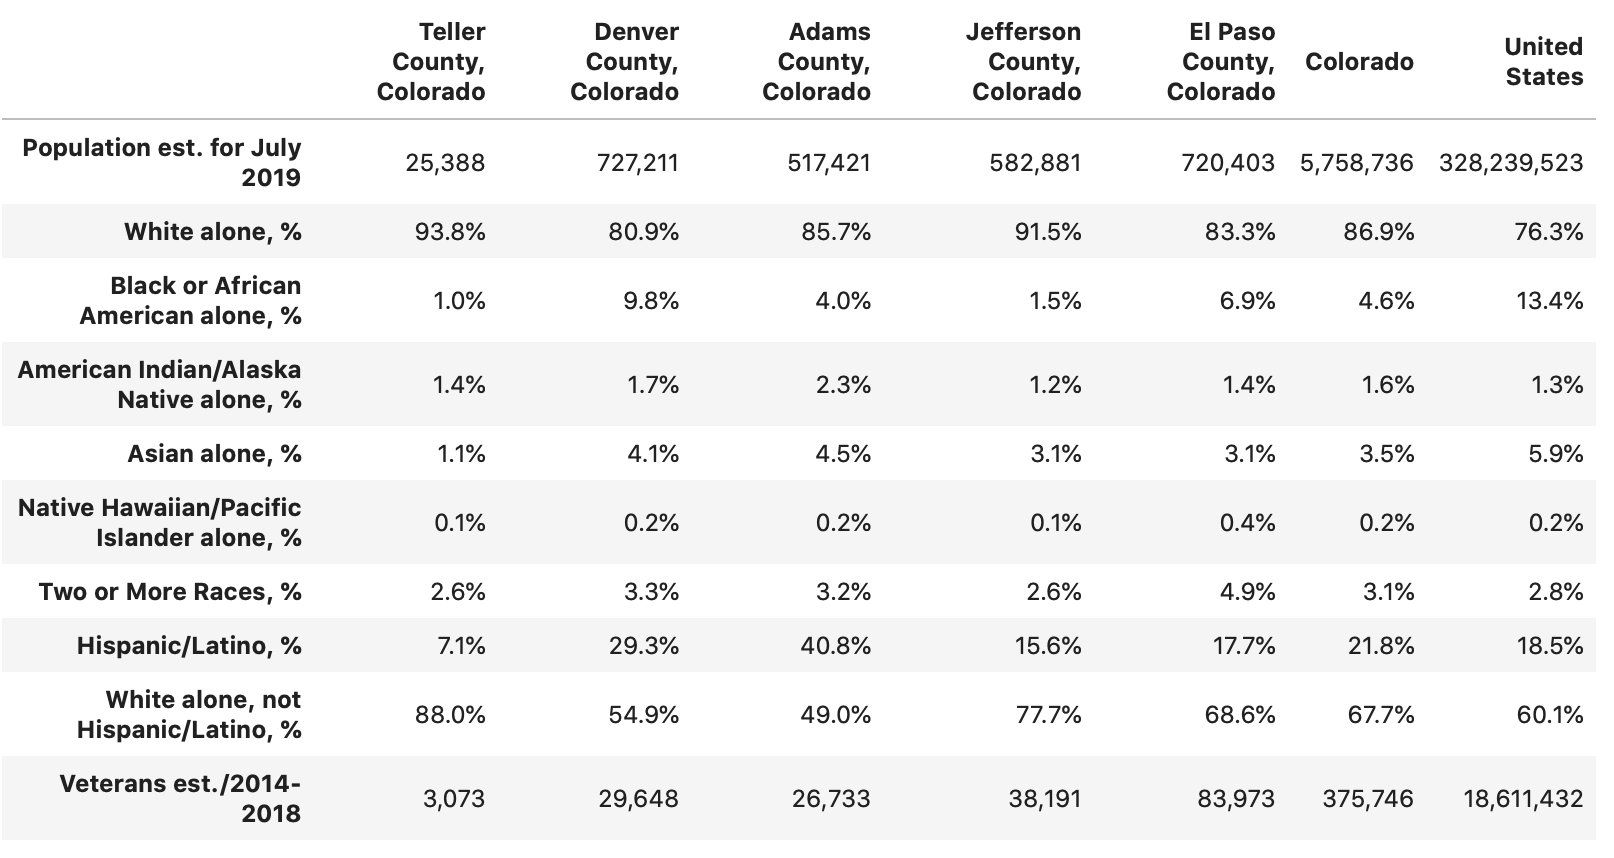 Teller County, Colorado Denver County, Colorado Adams County, Colorado Jefferson County, Colorado El Paso County, Colorado Colorado United States
Population est. for July 2019 25,388 727,211 517,421 582,881 720,403 5,758,736 328,239,523
White alone, % 93.8% 80.9% 85.7% 91.5% 83.3% 86.9% 76.3%
Black or African American alone, % 1.0% 9.8% 4.0% 1.5% 6.9% 4.6% 13.4%
American Indian/Alaska Native alone, % 1.4% 1.7% 2.3% 1.2% 1.4% 1.6% 1.3%
Asian alone, % 1.1% 4.1% 4.5% 3.1% 3.1% 3.5% 5.9%
Native Hawaiian/Pacific Islander alone, % 0.1% 0.2% 0.2% 0.1% 0.4% 0.2% 0.2%
Two or More Races, % 2.6% 3.3% 3.2% 2.6% 4.9% 3.1% 2.8%
Hispanic/Latino, % 7.1% 29.3% 40.8% 15.6% 17.7% 21.8% 18.5%
White alone, not Hispanic/Latino, % 88.0% 54.9% 49.0% 77.7% 68.6% 67.7% 60.1%
Veterans est./2014-2018 3,073 29,648 26,733 38,191 83,973 375,746 18,611,432